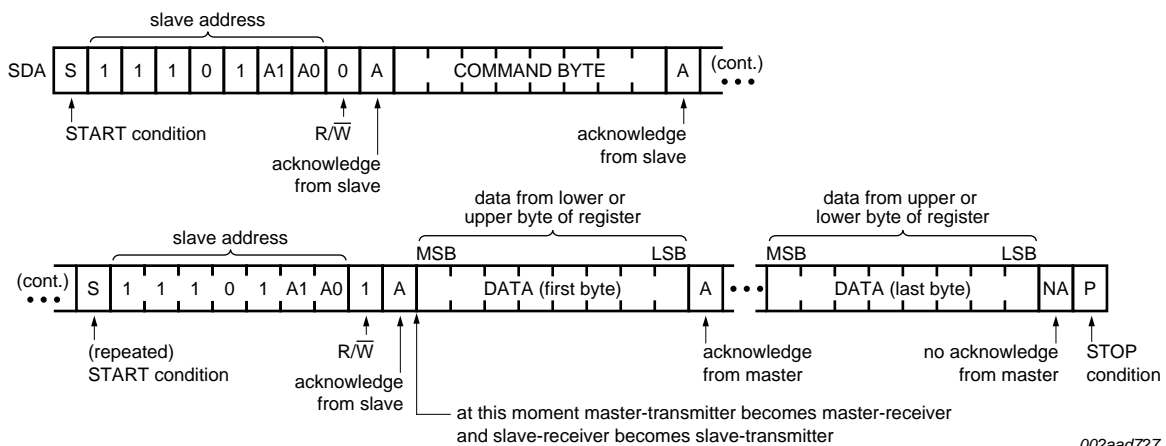 slave address
SDA S 1 1 1 0 1 A1 A0 0 A COMMAND BYTE A (cont.)
START condition R/W acknowledge from slave
acknowledge
from slave
data from lower or
upper byte of register
data from upper or
lower byte of register
slave address
MSB LSB MSB LSB
(cont.) S 1 1 1 0 1 A1 A0 1 A DATA (first byte) A DATA (last byte) NA P
(repeated)
START condition
R/W
acknowledge
from slave
acknowledge
from master
no acknowledge
from master
STOP
condition
at this moment master-transmitter becomes master-receiver
and slave-receiver becomes slave-transmitter
002aad727